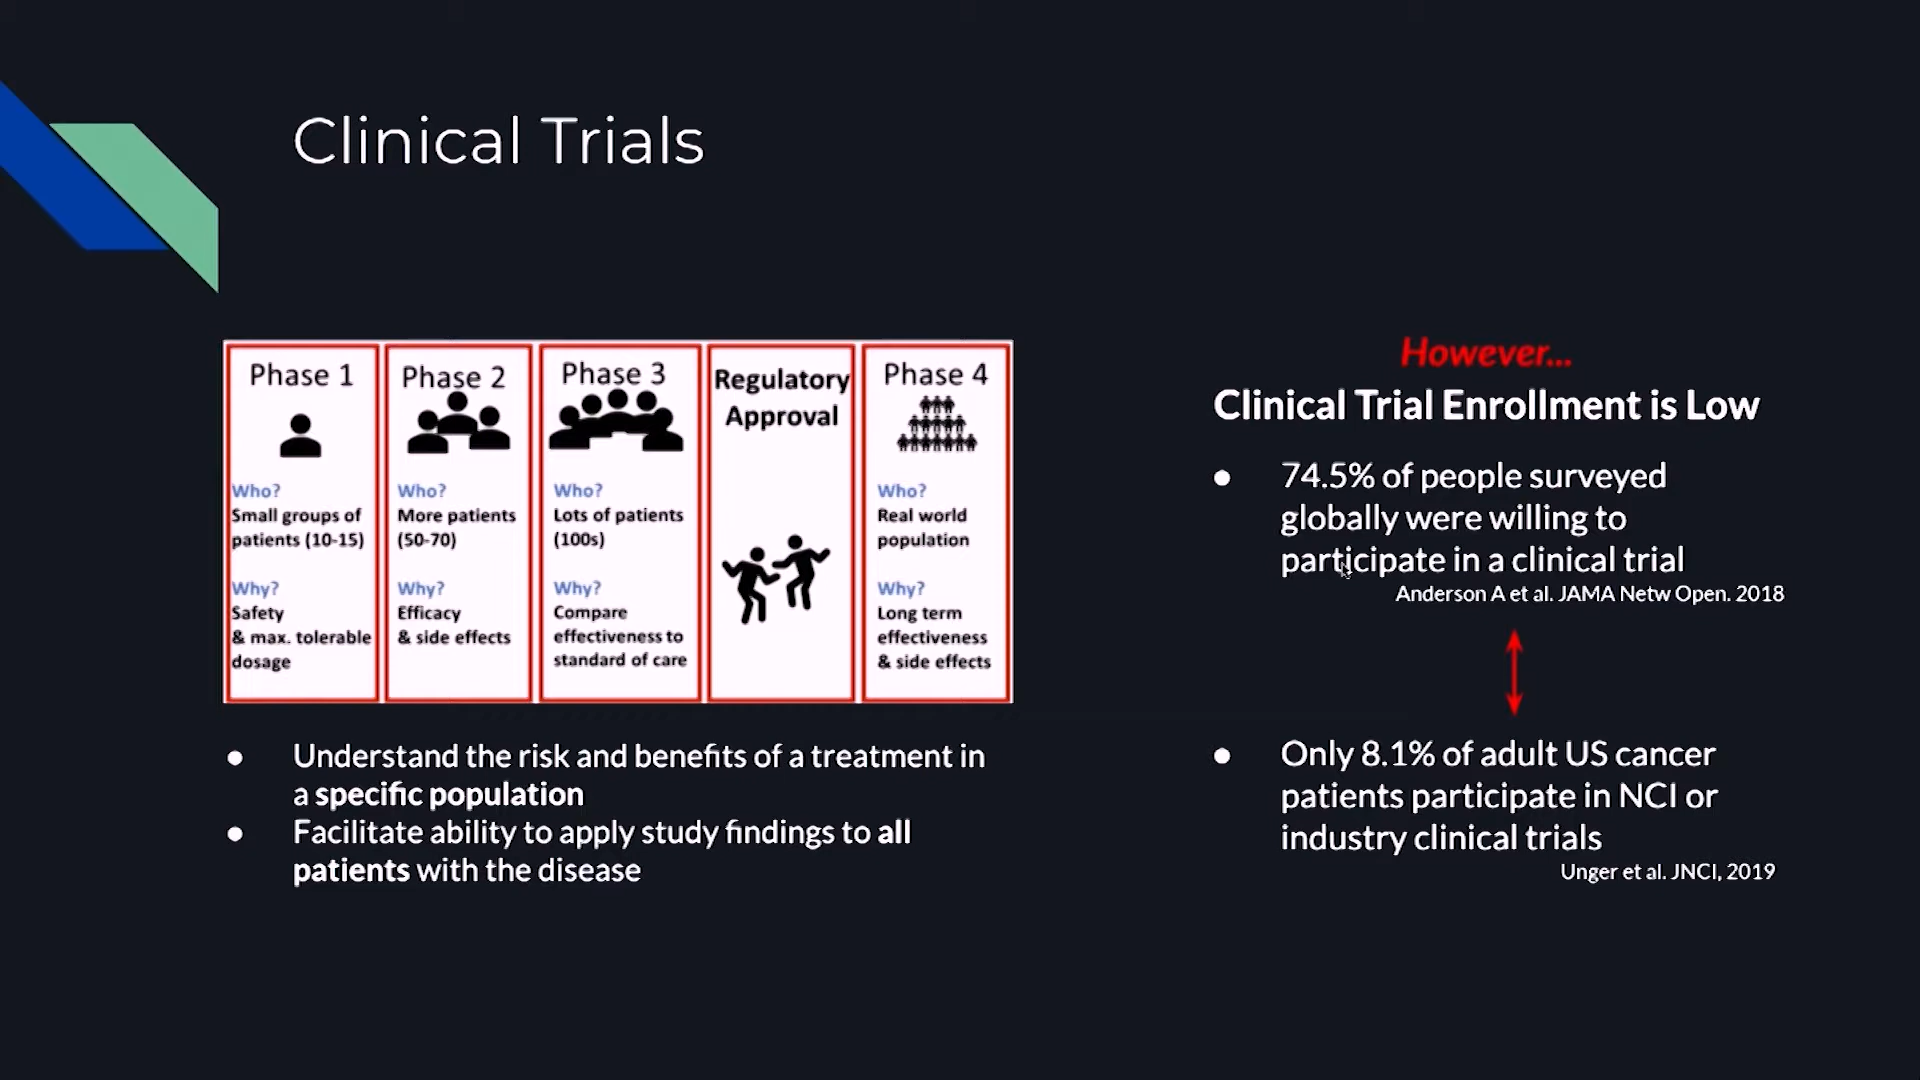 Clinical Trials
Phase 1
Who?
Small groups of
patients (10-15)
Why?
Safety
& max. tolerable
dosage
Phase 2
Who?
More patients
(50-70)
Why?
Efficacy
& side effects
Phase 3
Who?
Lots of patients
(100s)
Why?
Compare
effectiveness to
standard of care
Regulatory
Approval
Phase 4
Who?
Real world
population
Why?
Long term
effectiveness
& side effects
● Understand the risk and benefits of a treatment in
a specific population
● Facilitate ability to apply study findings to all
patients with the disease
However...
Clinical Trial Enrollment is Low
● 74.5% of people surveyed
globally were willing to
participate in a clinical trial
Anderson A et al. JAMA Netw Open. 2018
● Only 8.1% of adult US cancer
patients participate in NCI or
industry clinical trials
Unger et al. JNCI, 2019